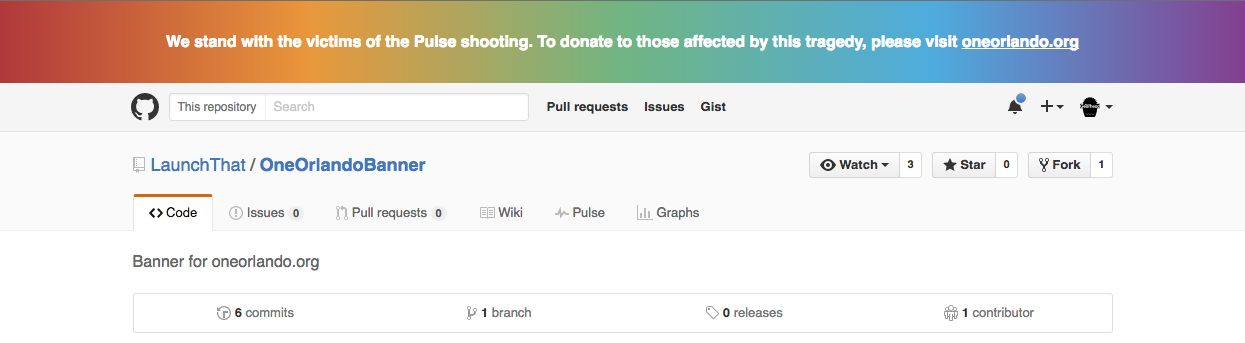 We stand with the victims of the Pulse shooting. To donate to those affected by this tragedy, please visit oneorlando.org
This repository Search Pull requests Issues Gist
LaunchThat / OneOrlandoBanner Watch 3 Star 0 Fork 1
Code Issues 0 Pull requests 0 Wiki Pulse Graphs
Banner for oneorlando.org
6 commits 1 branch 0 releases 1 contributor